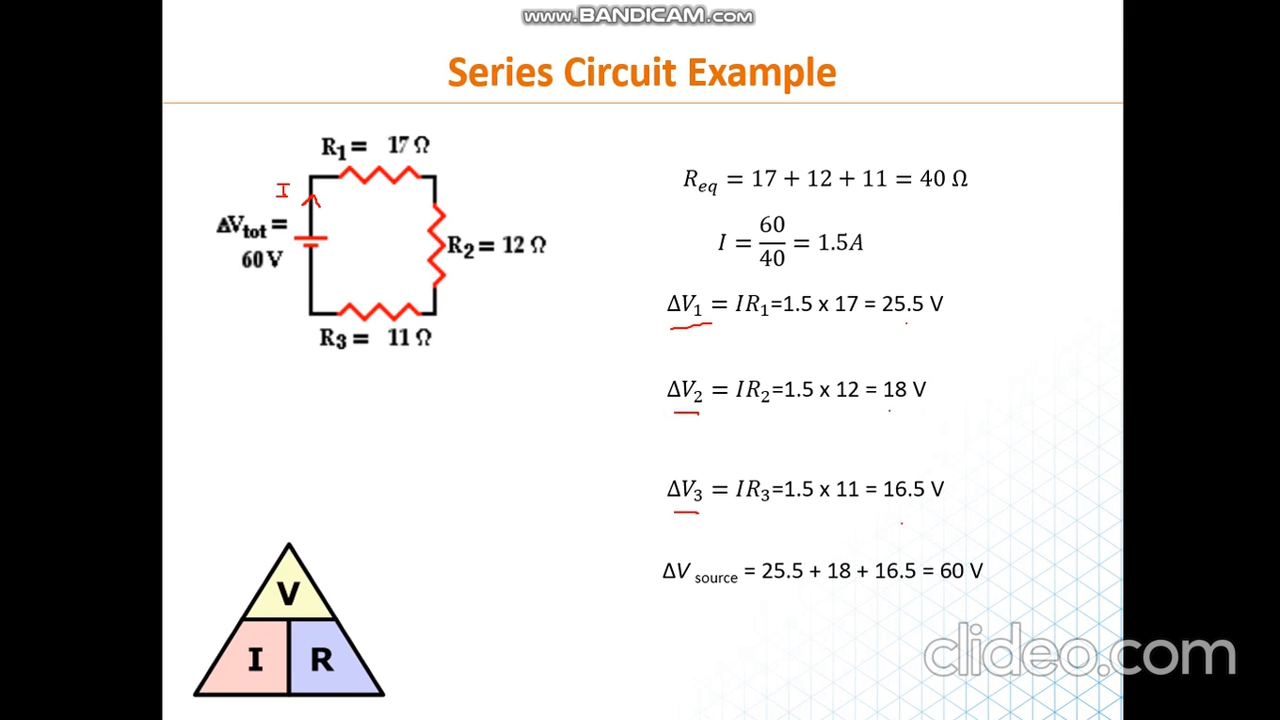 www.BANDICAM.com
Series Circuit Example
R1 = 17 Ω
I
ΔVtot =
60 V
R2 = 12 Ω
R3 = 11 Ω
Req = 17 + 12 + 11 = 40 Ω
I = 60/40 = 1.5A
ΔV1 = IR1=1.5 x 17 = 25.5 V
ΔV2 = IR2=1.5 x 12 = 18 V
ΔV3 = IR3=1.5 x 11 = 16.5 V
ΔV source = 25.5 + 18 + 16.5 = 60 V
V
I R
clideo.com